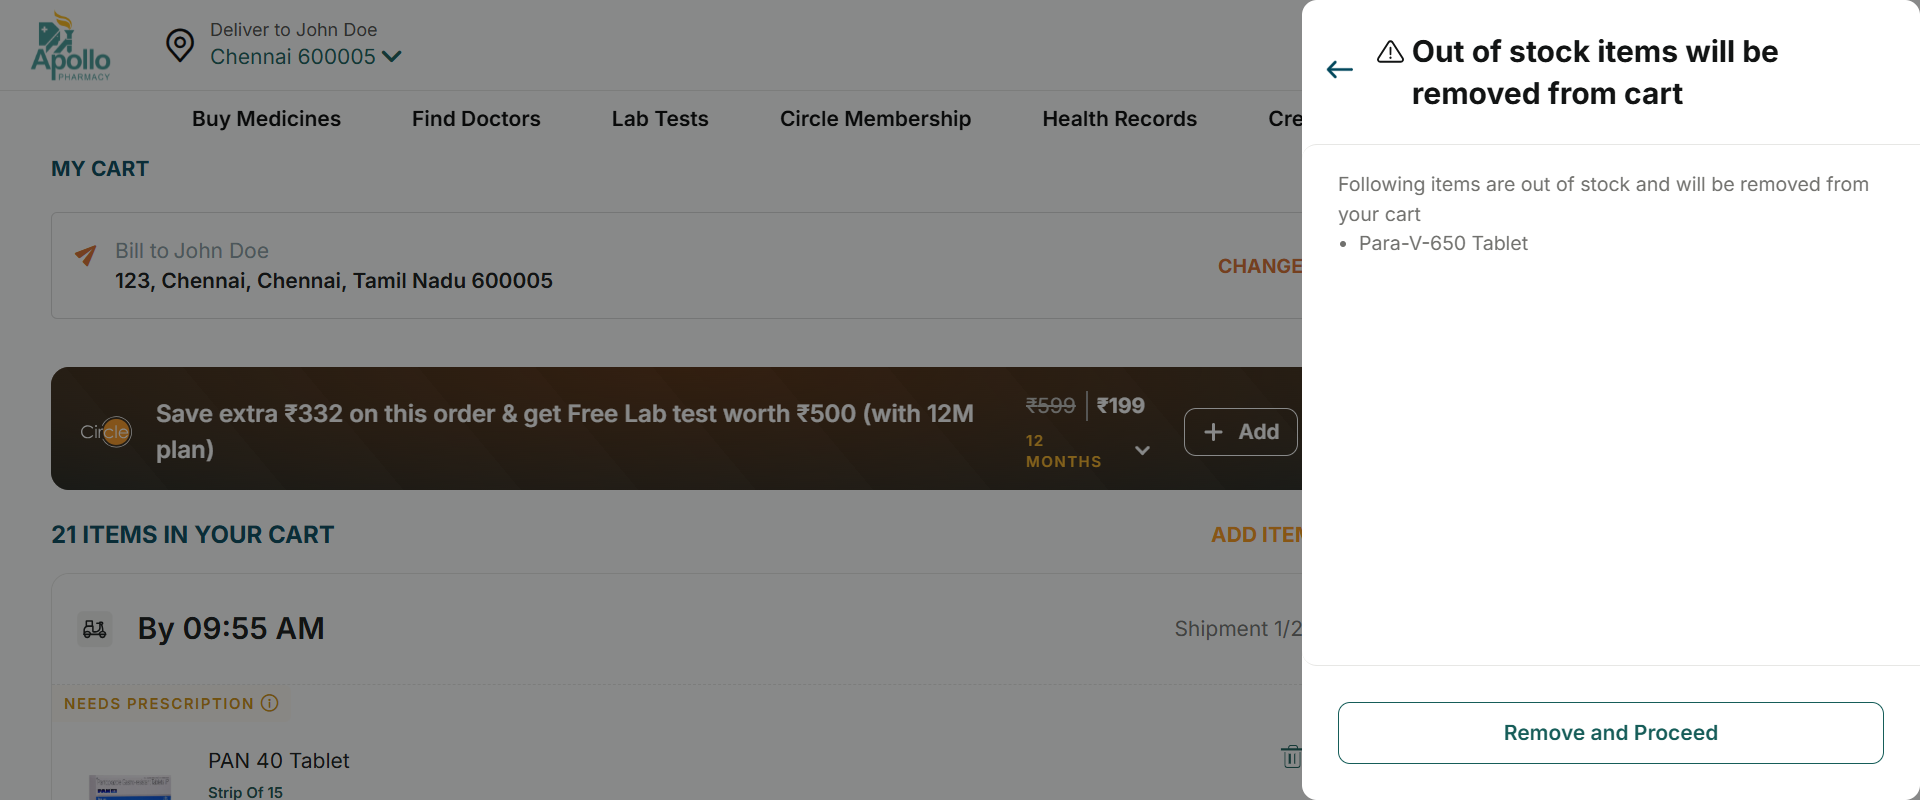 Apollo
PHARMACY
Deliver to John Doe
Chennai 600005
Buy Medicines
Find Doctors
Lab Tests
Circle Membership
Health Records
Cre
MY CART
Bill to John Doe
123, Chennai, Chennai, Tamil Nadu 600005
CHANGE
Circle
Save extra ₹332 on this order & get Free Lab test worth ₹500 (with 12M
plan)
₹599 ₹199
12
MONTHS
+ Add
21 ITEMS IN YOUR CART
ADD ITEM
By 09:55 AM
Shipment 1/2
NEEDS PRESCRIPTION
PAN 40 Tablet
Strip Of 15
Out of stock items will be
removed from cart
Following items are out of stock and will be removed from
your cart
• Para-V-650 Tablet
Remove and Proceed